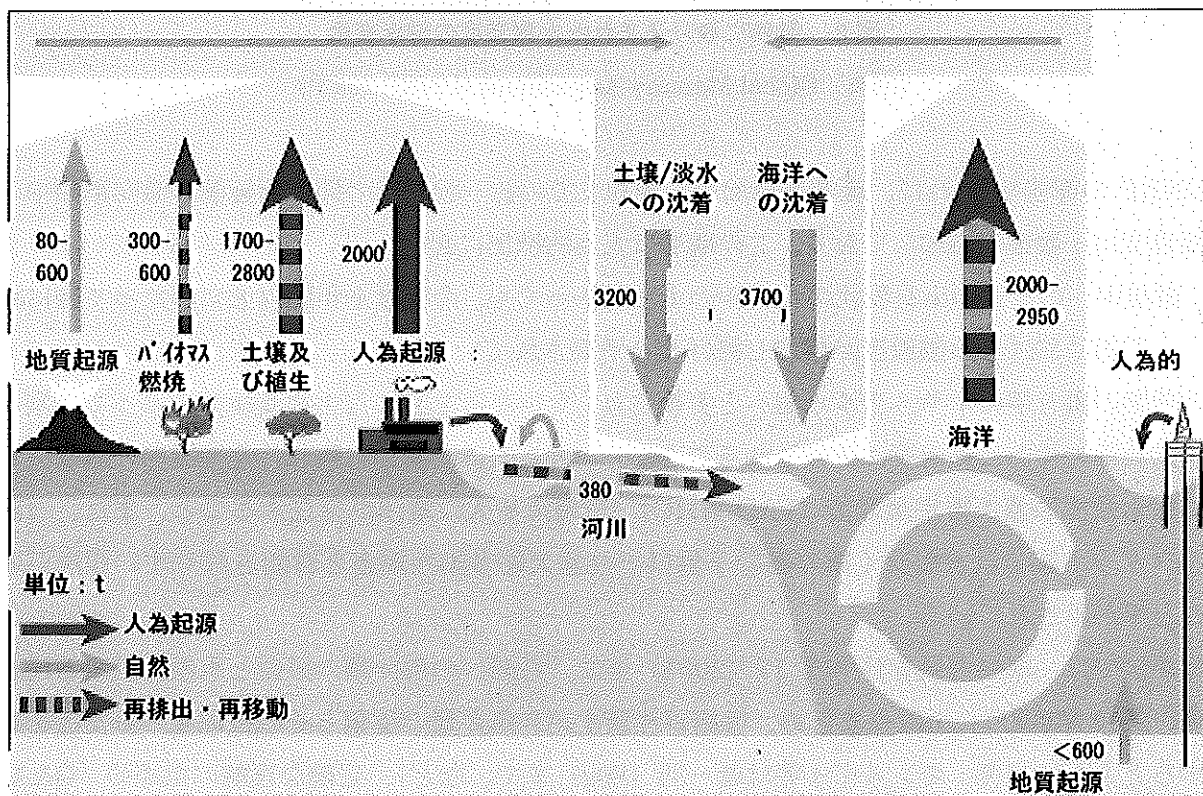 80-
600
地質起源
300-
600
バイオマス
燃焼
1700-
2800
土壌及
び植生
2000
人為起源 :
土壌/淡水
への沈着
3200
海洋へ
の沈着
3700
2000-
2950
海洋
人為的
380
河川
単位:t
人為起源
自然
再排出・再移動
<600
地質起源